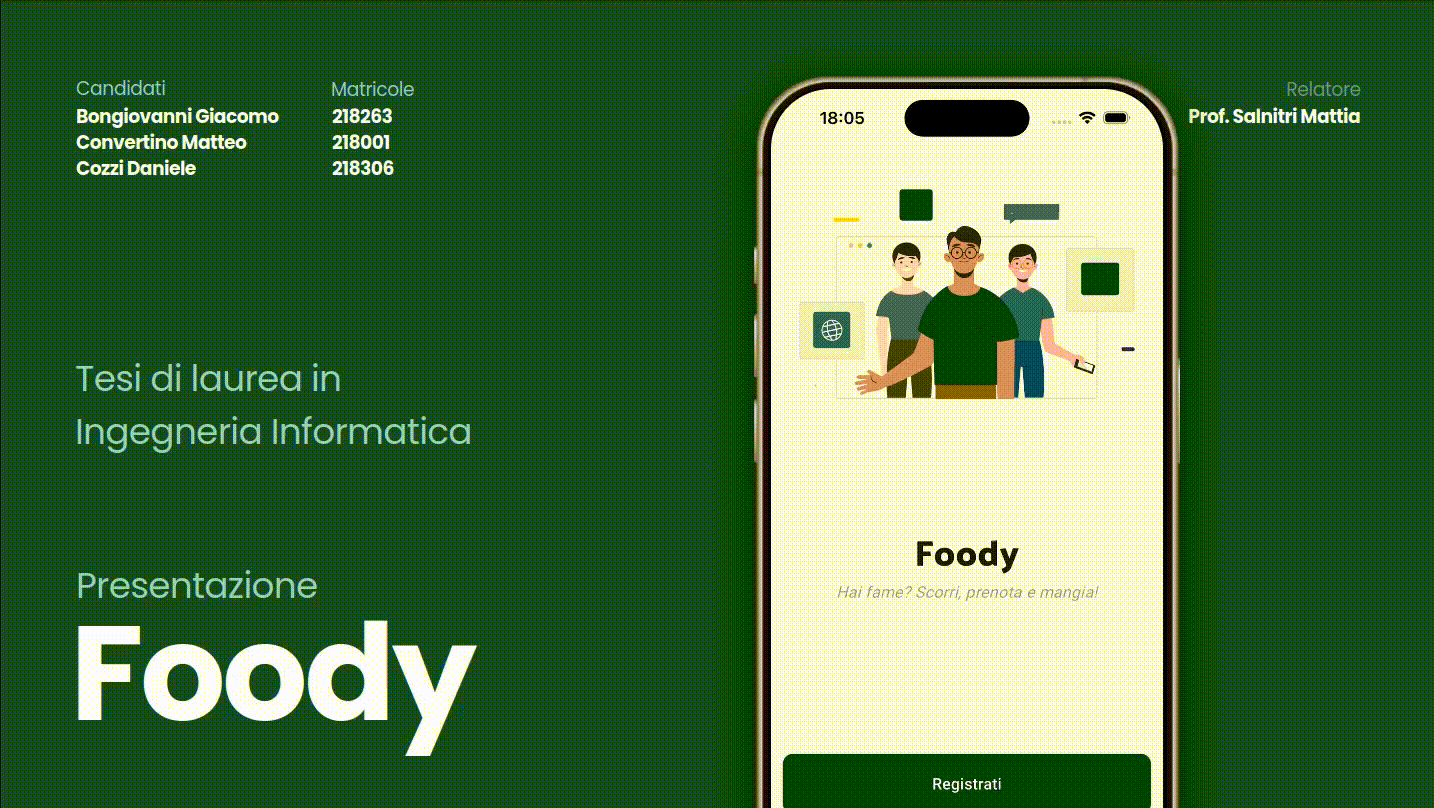 Candidati
Matricole
Bongiovanni Giacomo
218263
Convertino Matteo
218001
Cozzi Daniele
218306
Relatore
Prof. Salnitri Mattia
Tesi di laurea in
Ingegneria Informatica
Presentazione
Foody
18:05
Foody
Hai fame? Scorri, prenota e mangia!
Registrati